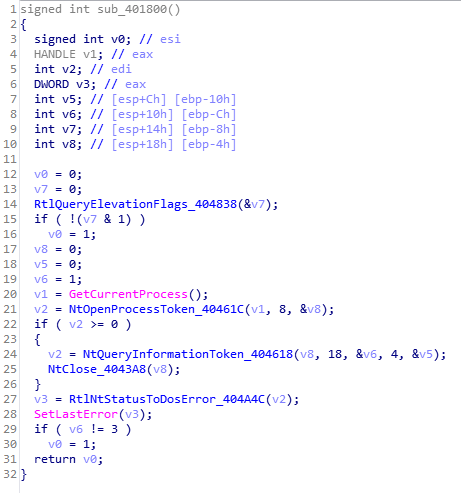 1 signed int sub_401800()
2 {
3 signed int v0; // esi
4 HANDLE v1; // eax
5 int v2; // edi
6 DWORD v3; // eax
7 int v5; // [esp+Ch] [ebp-10h]
8 int v6; // [esp+10h] [ebp-Ch]
9 int v7; // [esp+14h] [ebp-8h]
10 int v8; // [esp+18h] [ebp-4h]
11
12 v0 = 0;
13 v7 = 0;
14 RtlQueryElevationFlags_404838(&v7);
15 if ( !(v7 & 1) )
16 v0 = 1;
17 v8 = 0;
18 v5 = 0;
19 v6 = 1;
20 v1 = GetCurrentProcess();
21 v2 = NtOpenProcessToken_40461C(v1, 8, &v8);
22 if ( v2 >= 0 )
23 {
24 v2 = NtQueryInformationToken_404618(v8, 18, &v6, 4, &v5);
25 NtClose_4043A8(v8);
26 }
27 v3 = RtlNtStatusToDosError_404A4C(v2);
28 SetLastError(v3);
29 if ( v6 != 3 )
30 v0 = 1;
31 return v0;
32 }